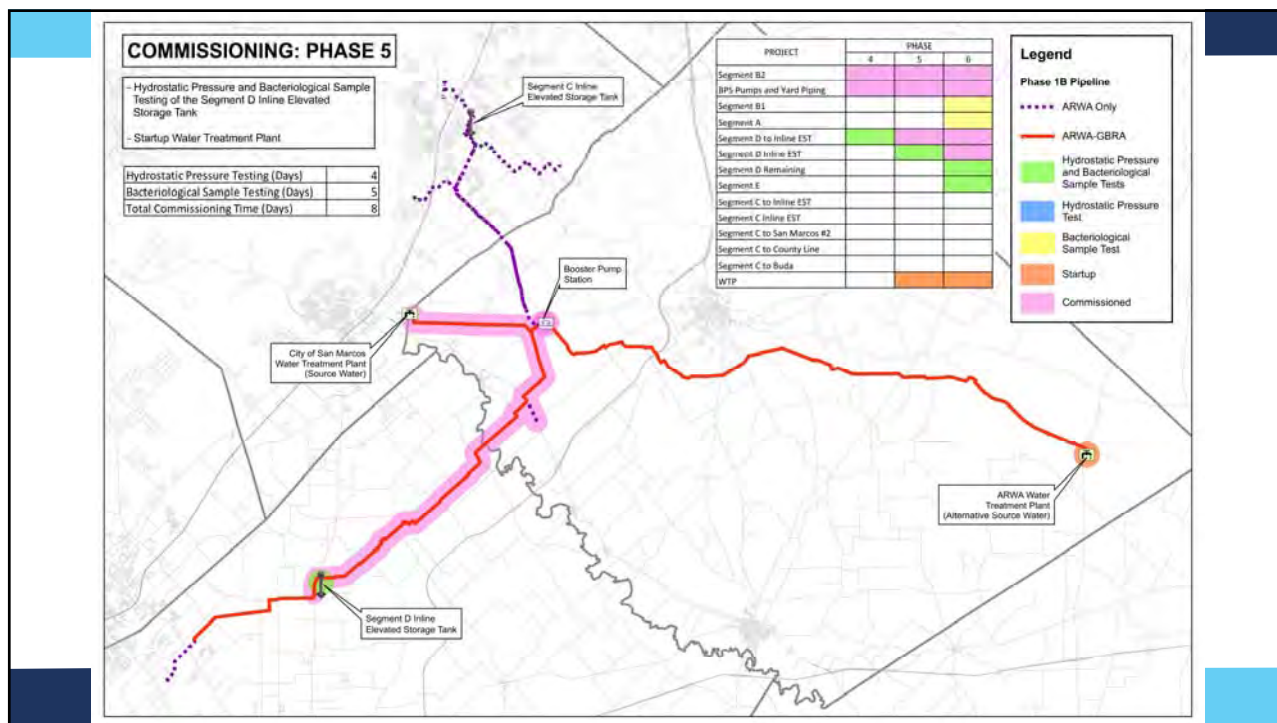 COMMISSIONING: PHASE 5
- Hydrostatic Pressure and Bacteriological Sample
Testing of the Segment D Inline Elevated
Storage Tank
- Startup Water Treatment Plant
Hydrostatic Pressure Testing (Days) 4
Bacteriological Sample Testing (Days) 5
Total Commissioning Time (Days) 8
Segment C Inline
Elevated Storage Tank
Booster Pump
Station
City of San Marcos
Water Treatment Plant
(Source Water)
Segment D Inline
Elevated Storage Tank
ARWA Water
Treatment Plant
(Alternative Source Water)
PROJECT PHASE
4 5 6
Segment B2
BPS Pumps and Yard Piping
Segment B1
Segment A
Segment D to Inline EST
Segment D Inline EST
Segment D Remaining
Segment E
Segment C to Inline EST
Segment C Inline EST
Segment C to San Marcos #2
Segment C to County Line
Segment C to Buda
WTP
Legend
Phase 1B Pipeline
ARWA Only
ARWA-GBRA
Hydrostatic Pressure
and Bacteriological
Sample Tests
Hydrostatic Pressure
Test
Bacteriological
Sample Test
Startup
Commissioned